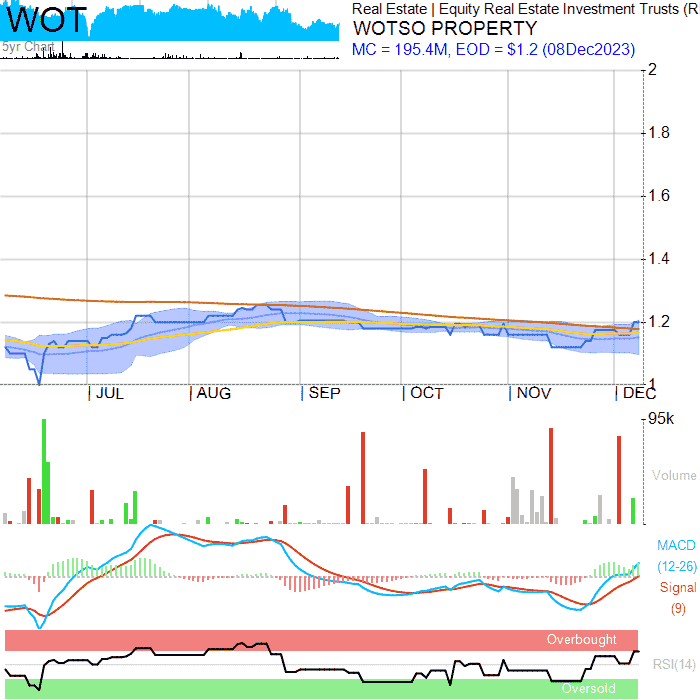 WOT
5yr Chart
Real Estate | Equity Real Estate Investment Trusts (R
WOTSO PROPERTY
MC = 195.4M, EOD = $1.2 (08Dec2023)
2
1.8
1.6
1.4
1.2
1
JUL AUG SEP OCT NOV DEC
95k
Volume
MACD
(12-26)
Signal
(9)
Overbought
RSI(14)
Oversold